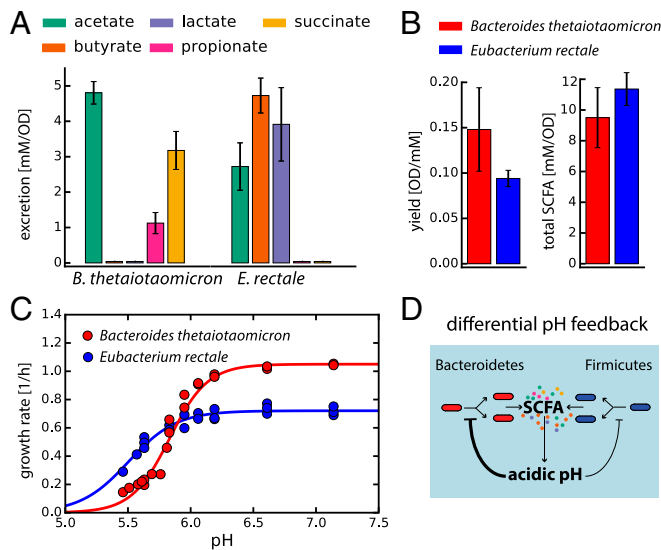 A
acetate
lactate
succinate
butyrate
propionate
excretion [mM/OD]
5
4
3
2
1
0
B. thetaiotaomicron
E. rectale
B
Bacteroides thetaiotaomicron
Eubacterium rectale
yield [OD/mM]
0.20
0.15
0.10
0.05
0.00
total SCFA [mM/OD]
12
10
8
6
4
2
0
C
Bacteroides thetaiotaomicron
Eubacterium rectale
growth rate [1/h]
1.4
1.2
1.0
0.8
0.6
0.4
0.2
0.0
5.0 5.5 6.0 6.5 7.0 7.5
pH
D
differential pH feedback
Bacteroidetes
Firmicutes
SCFA
acidic pH